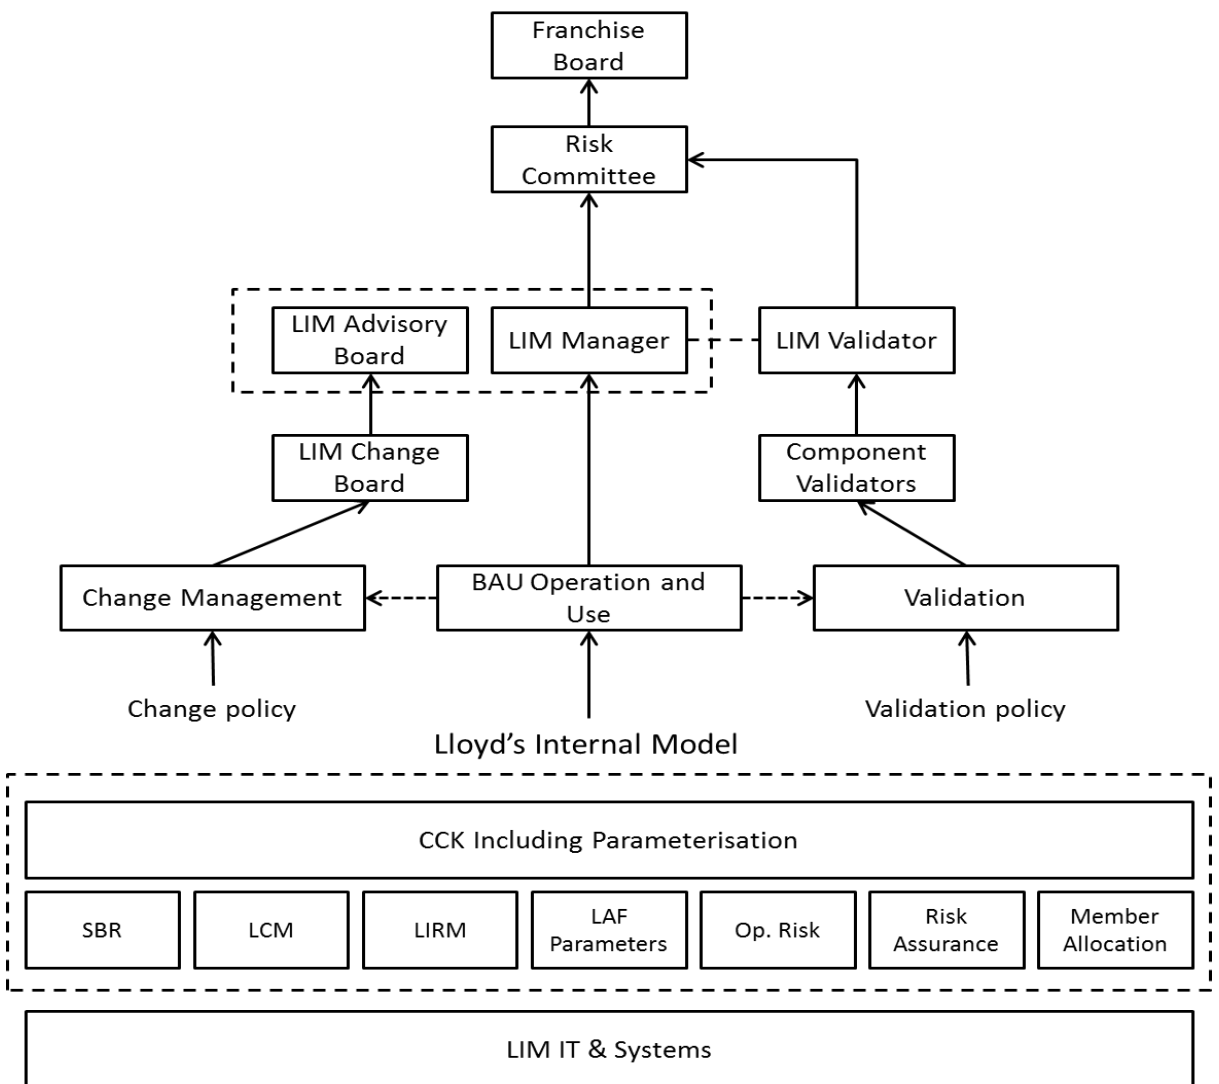 Franchise
Board
Risk
Committee
LIM Advisory
Board
LIM Manager
LIM Validator
LIM Change
Board
Component
Validators
Change Management
BAU Operation and
Use
Validation
Change policy
Validation policy
Lloyd’s Internal Model
CCK Including Parameterisation
SBR
LCM
LIRM
LAF
Parameters
Op. Risk
Risk
Assurance
Member
Allocation
LIM IT & Systems